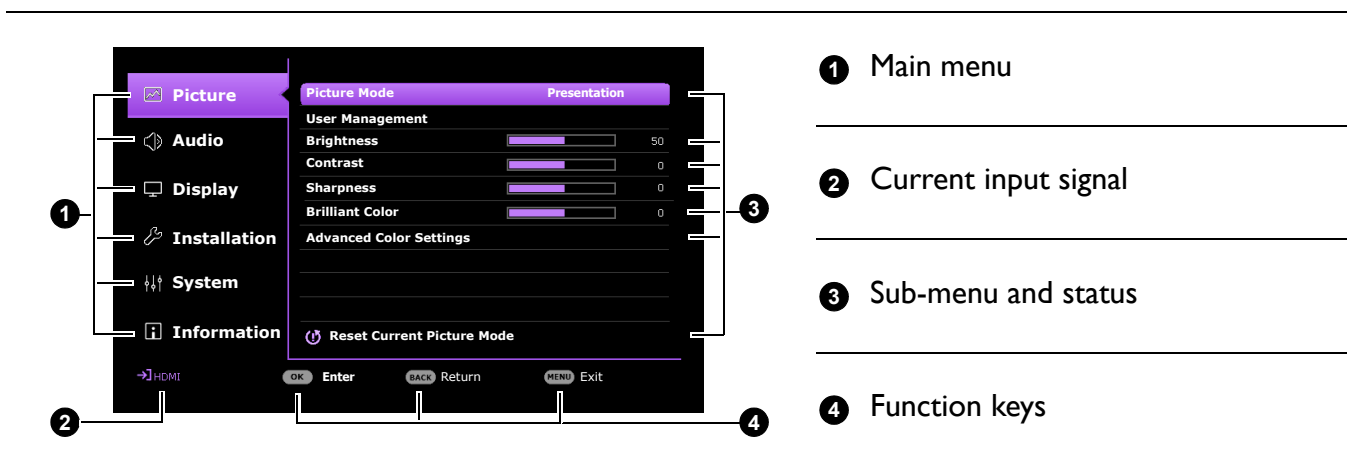 Picture
Audio
Display
Installation
System
Information
Picture Mode Presentation
User Management
Brightness 50
Contrast 0
Sharpness 0
Brilliant Color 0
Advanced Color Settings
Reset Current Picture Mode
HDMI
OK Enter
BACK Return
MENU Exit
1
2
3
4
1 Main menu
2 Current input signal
3 Sub-menu and status
4 Function keys